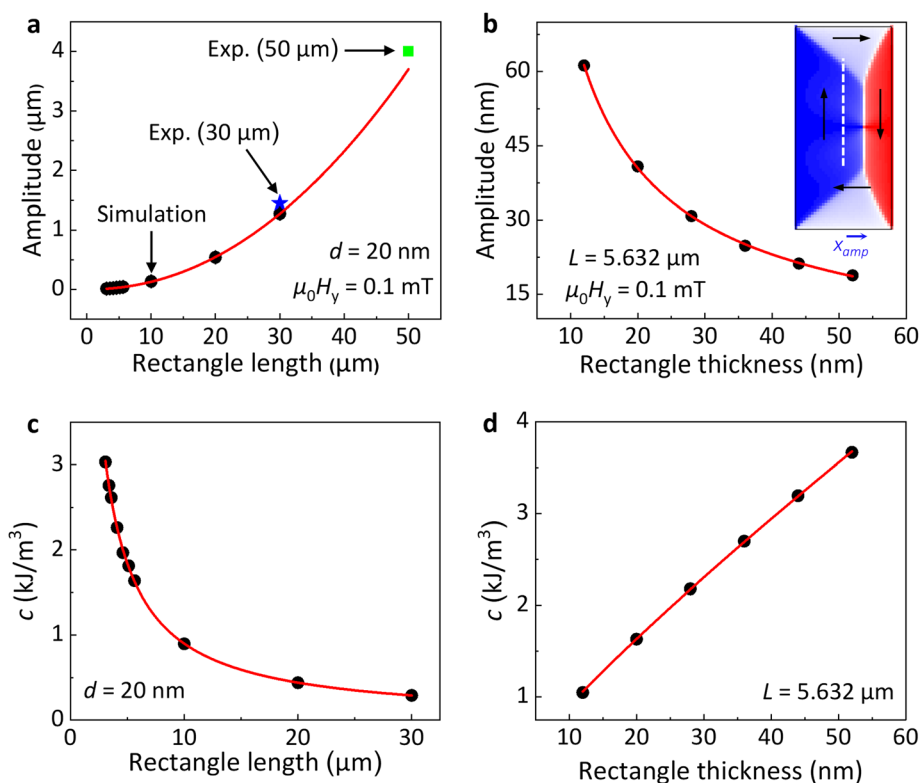 a
Amplitude (μm)
4
3
2
1
0
Exp. (50 μm)
Exp. (30 μm)
Simulation
d = 20 nm
μ₀Hy = 0.1 mT
0 10 20 30 40 50
Rectangle length (μm)
b
Amplitude (nm)
60
45
30
15
xamp
L = 5.632 μm
μ₀Hy = 0.1 mT
10 20 30 40 50 60
Rectangle thickness (nm)
c
c (kJ/m³)
3
2
1
0
d = 20 nm
0 10 20 30
Rectangle length (μm)
d
c (kJ/m³)
4
3
2
1
L = 5.632 μm
10 20 30 40 50 60
Rectangle thickness (nm)